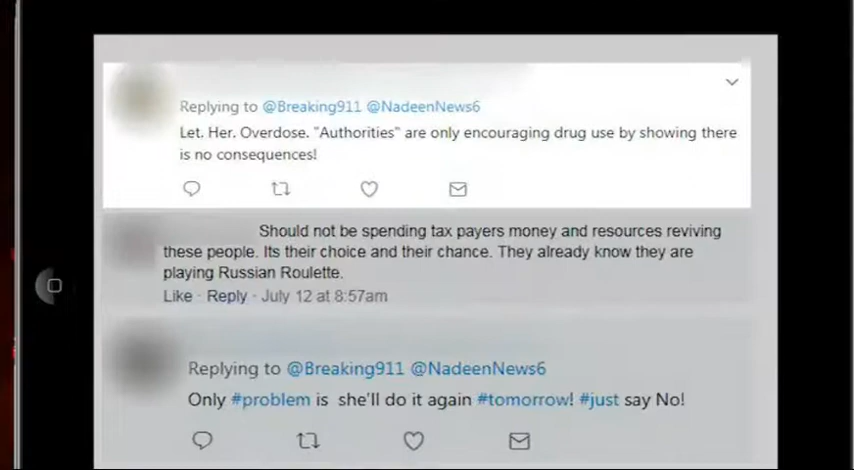 Replying to @Breaking911 @NadeenNews6
Let. Her. Overdose. "Authorities" are only encouraging drug use by showing there
is no consequences!
Should not be spending tax payers money and resources reviving
these people. Its their choice and their chance. They already know they are
playing Russian Roulette.
Like · Reply · July 12 at 8:57am
Replying to @Breaking911 @NadeenNews6
Only #problem is she'll do it again #tomorrow! #just say No!